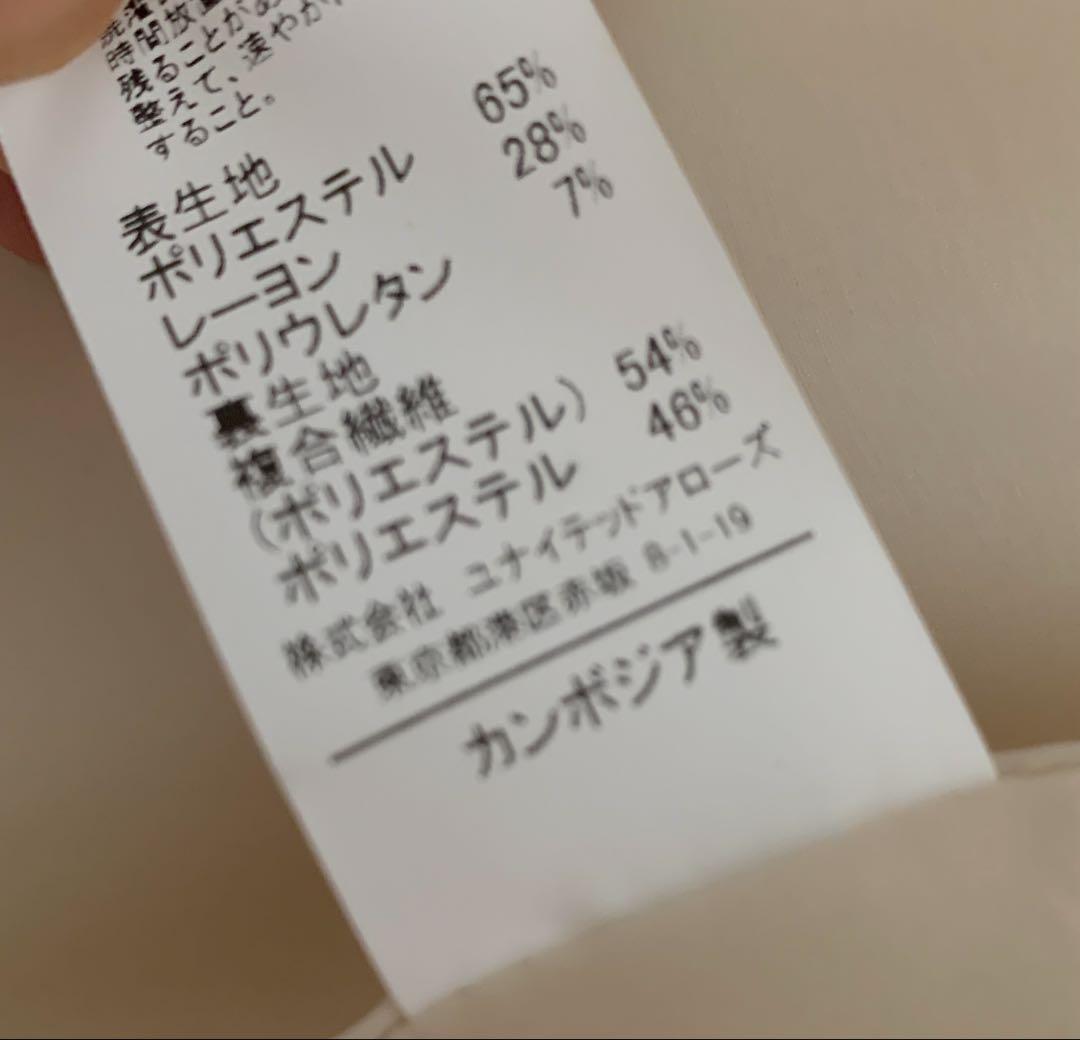 時間放
残ることがあ
整えて、速やか
すること。
表生地
ポリエステル 65%
レーヨン 28%
ポリウレタン 7%
裏生地
複合繊維
(ポリエステル) 54%
ポリエステル 46%
株式会社 ユナイテッドアローズ
東京都港区赤坂 8-1-19
カンボジア製